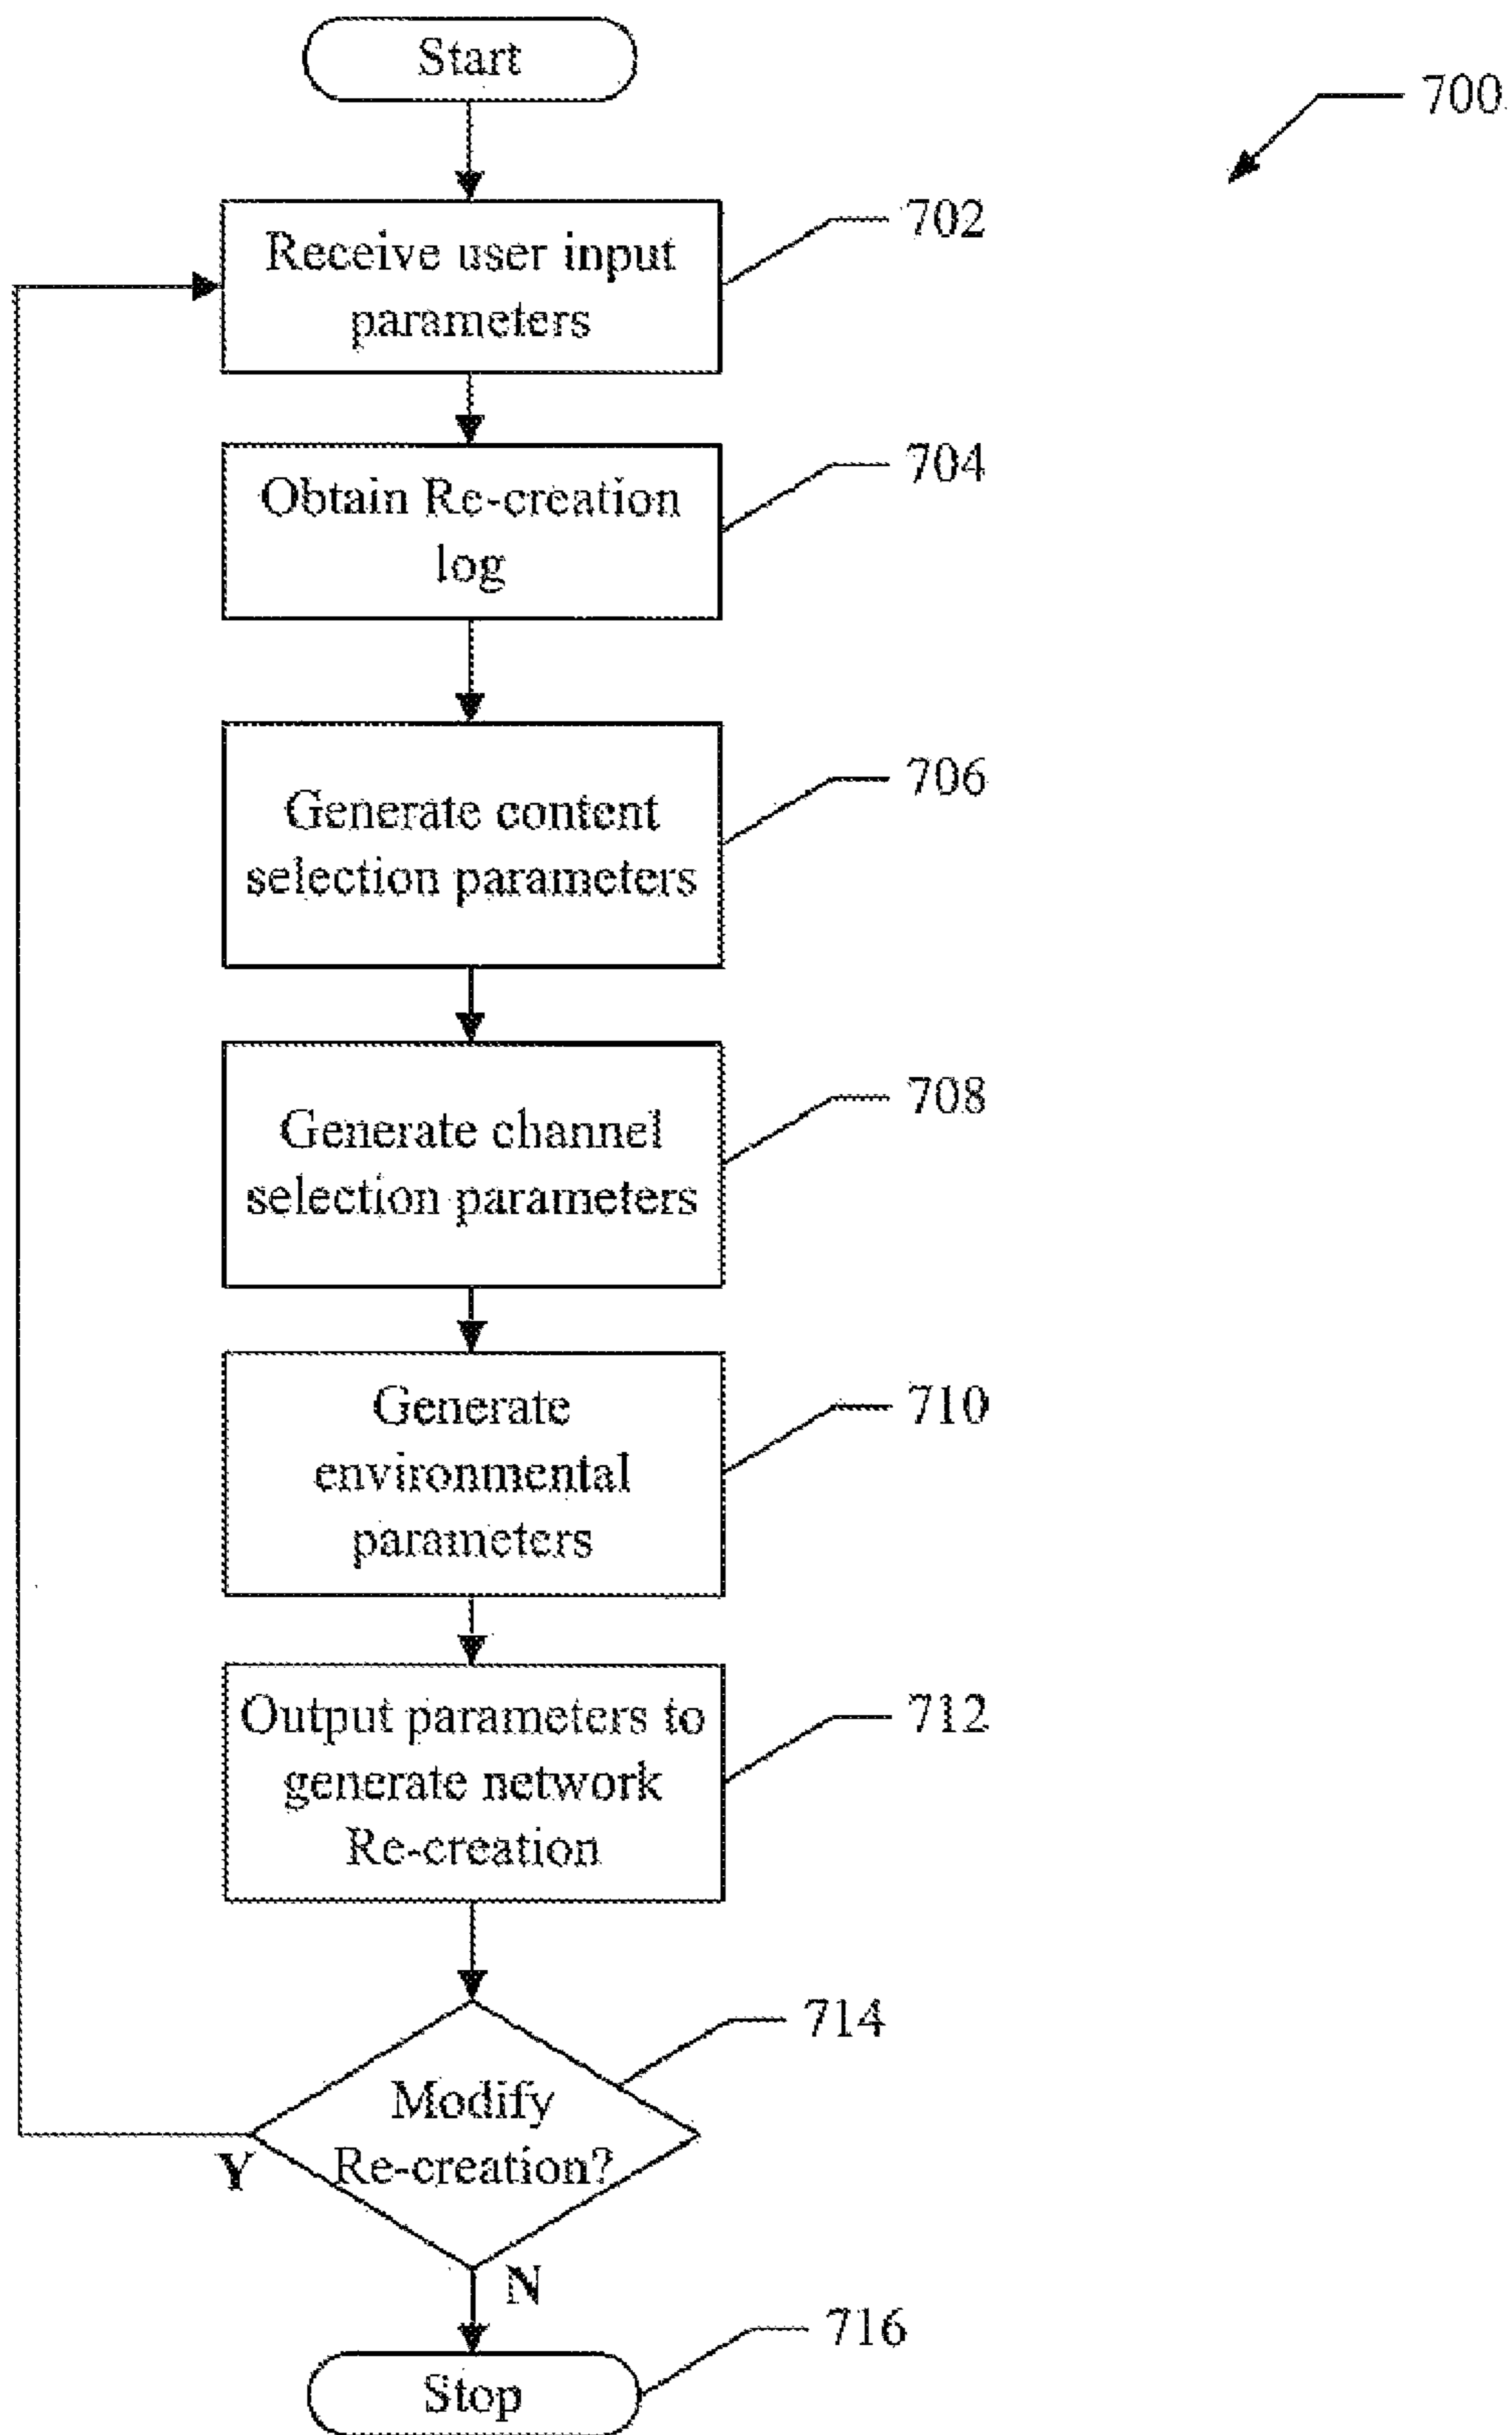 Start
700
702
Receive user input
parameters
704
Obtain Re-creation
log
706
Generate content
selection parameters
708
Generate channel
selection parameters
710
Generate
environmental
parameters
712
Output parameters to
generate network
Re-creation
714
Modify
Re-creation?
Y
N
716
Stop